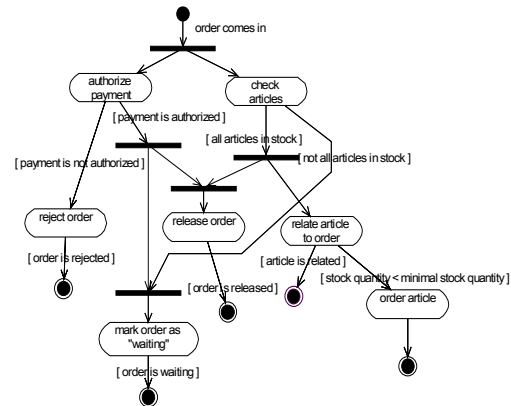 order comes in
authorize
payment
check
articles
[ payment is authorized ]
[ all articles in stock ]
[ payment is not authorized ]
[ not all articles in stock ]
reject order
release order
relate article
to order
[ order is rejected ]
[ article is related ]
[ stock quantity < minimal stock quantity ]
[ order is released ]
order article
mark order as
"waiting"
[ order is waiting ]